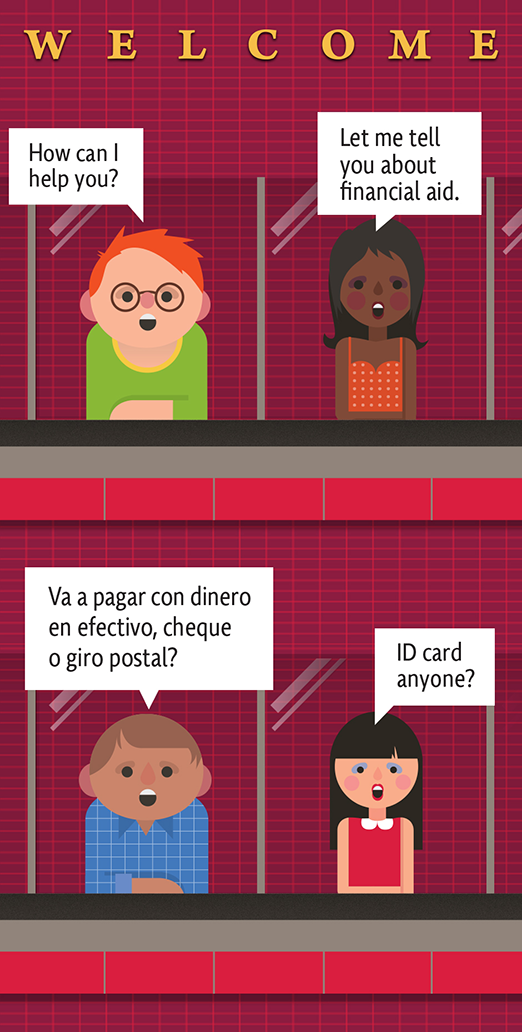 WELCOME
How can I
help you?
Let me tell
you about
financial aid.
Va a pagar con dinero
en efectivo, cheque
o giro postal?
ID card
anyone?